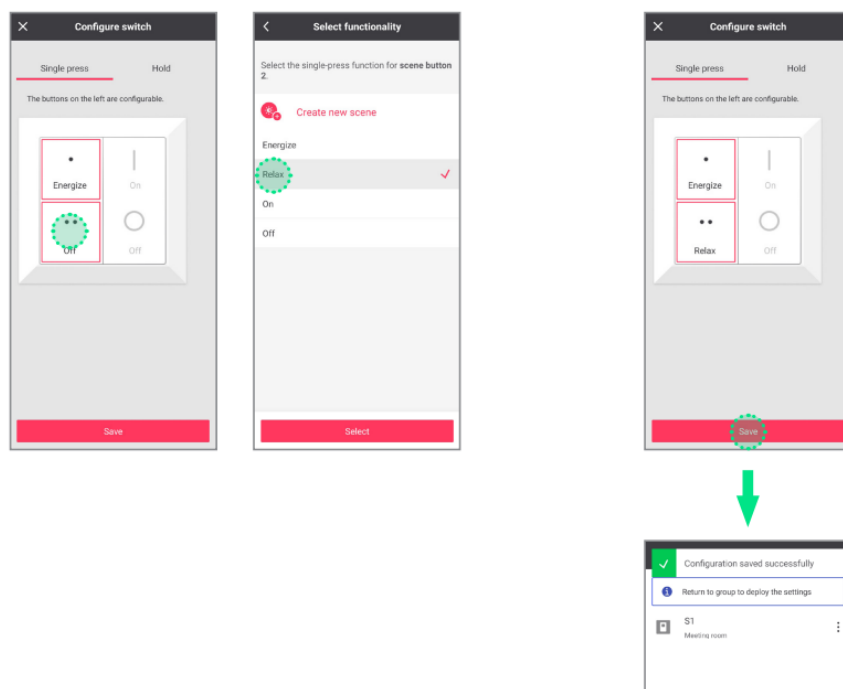 Configure switch
Single press Hold
The buttons on the left are configurable.
Energize On
Off Off
Save
Select functionality
Select the single-press function for scene button
2.
Create new scene
Energize
Relax
On
Off
Select
Configure switch
Single press Hold
The buttons on the left are configurable.
Energize On
Relax Off
Save
Configuration saved successfully
Return to group to deploy the settings
S1
Meeting room